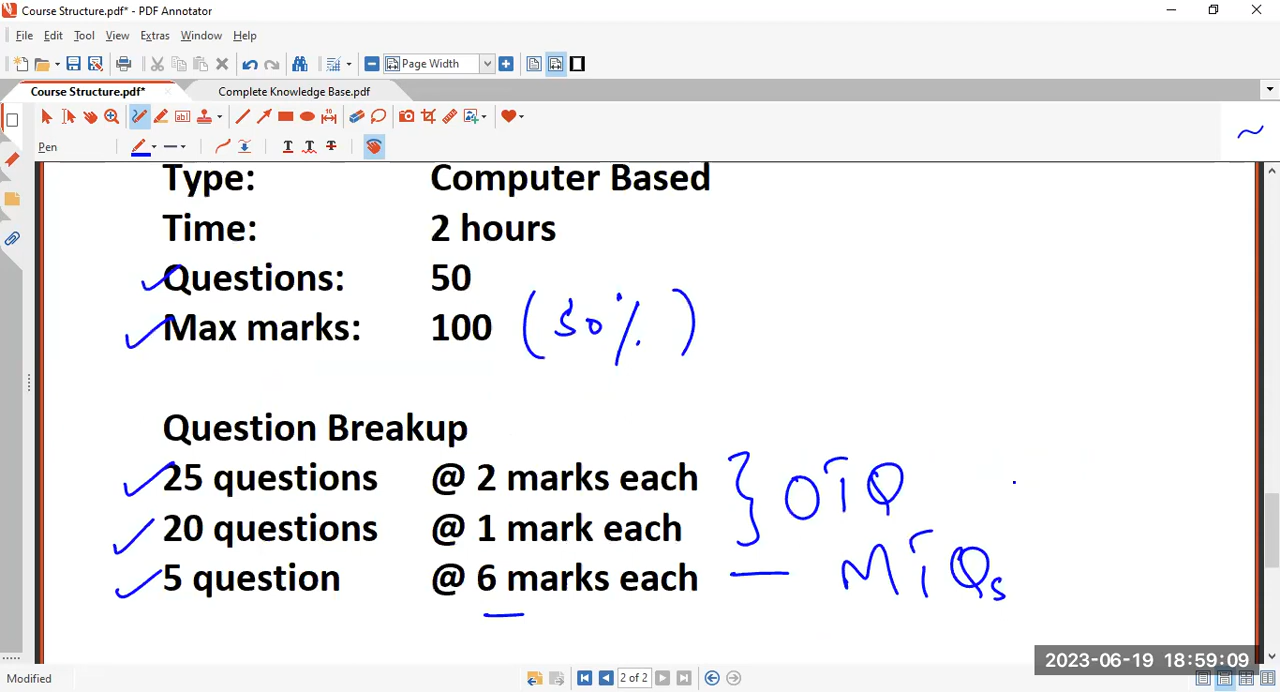 Course Structure.pdf* - PDF Annotator
File Edit Tool View Extras Window Help
Page Width
Course Structure.pdf* Complete Knowledge Base.pdf
Pen
Type: Computer Based
Time: 2 hours
Questions: 50
Max marks: 100 (50%)
Question Breakup
25 questions @ 2 marks each } OTQ
20 questions @ 1 mark each
5 question @ 6 marks each — MTQs
2023-06-19 18:59:09
Modified 2 of 2